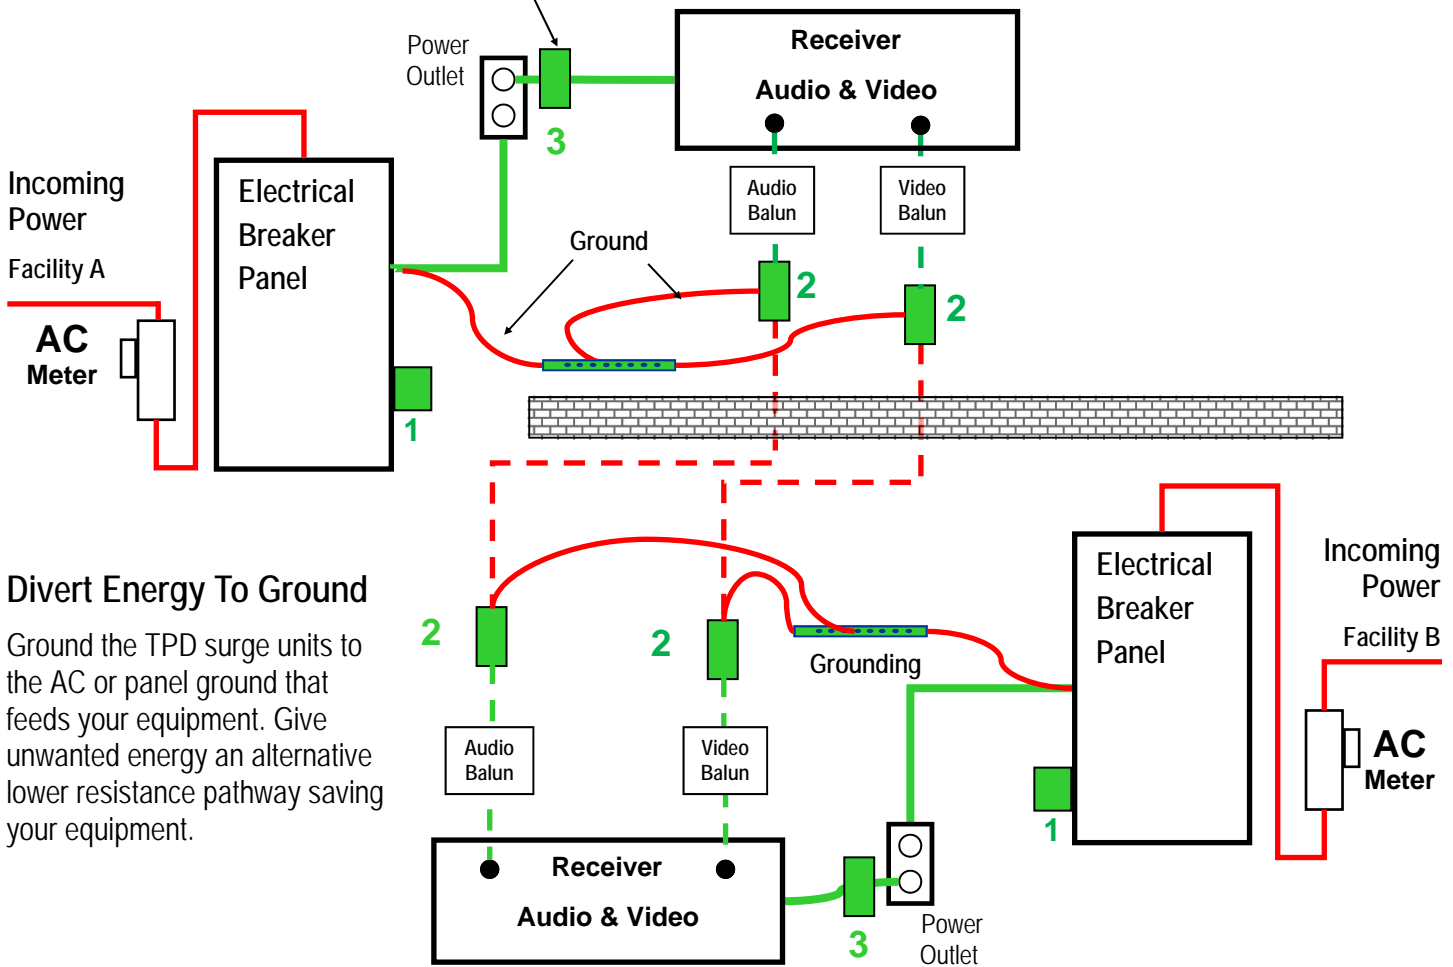 Power
Outlet
3
Receiver
Audio & Video
Audio
Balun
Video
Balun
Incoming
Power
Facility A
AC
Meter
Electrical
Breaker
Panel
1
Ground
2
2
Divert Energy To Ground
Ground the TPD surge units to
the AC or panel ground that
feeds your equipment. Give
unwanted energy an alternative
lower resistance pathway saving
your equipment.
2
2
Grounding
Audio
Balun
Video
Balun
Receiver
Audio & Video
3
Power
Outlet
1
Electrical
Breaker
Panel
Incoming
Power
Facility B
AC
Meter